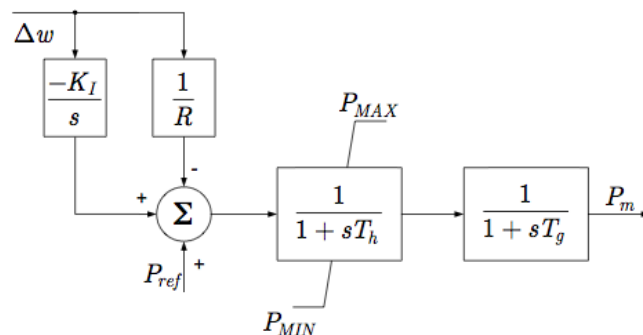 Δw
−K_I
s
1
R
-
+
Σ
P_ref
+
P_MAX
1
1 + sT_h
P_MIN
1
1 + sT_g
P_m